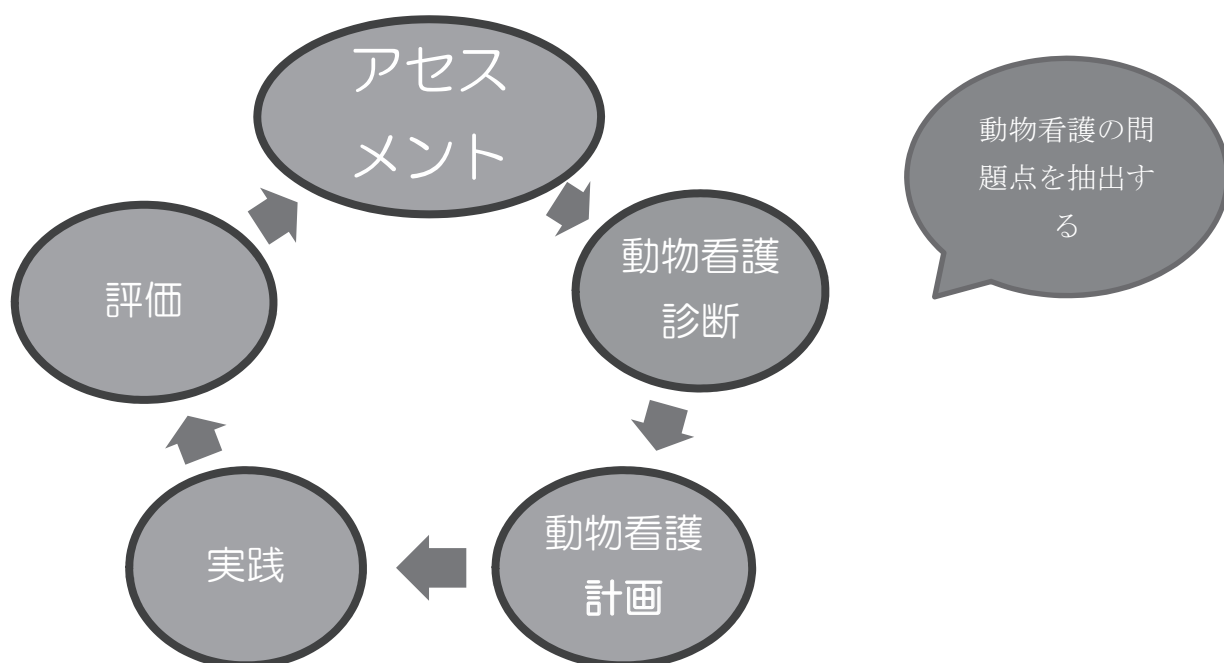 アセス
メント
動物看護の問
題点を抽出す
る
動物看護
診断
評価
動物看護
計画
実践